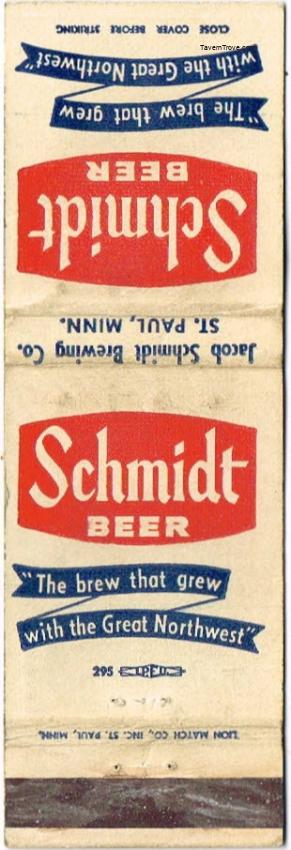 TavernTrove.com
CLOSE COVER BEFORE STRIKING
with the Great Northwest"
"The brew that grew
BEER
Schmidt
ST. PAUL, MINN.
Jacob Schmidt Brewing Co.
Schmidt
BEER
"The brew that grew
with the Great Northwest"
295
LION MATCH CO., INC. ST. PAUL, MINN.